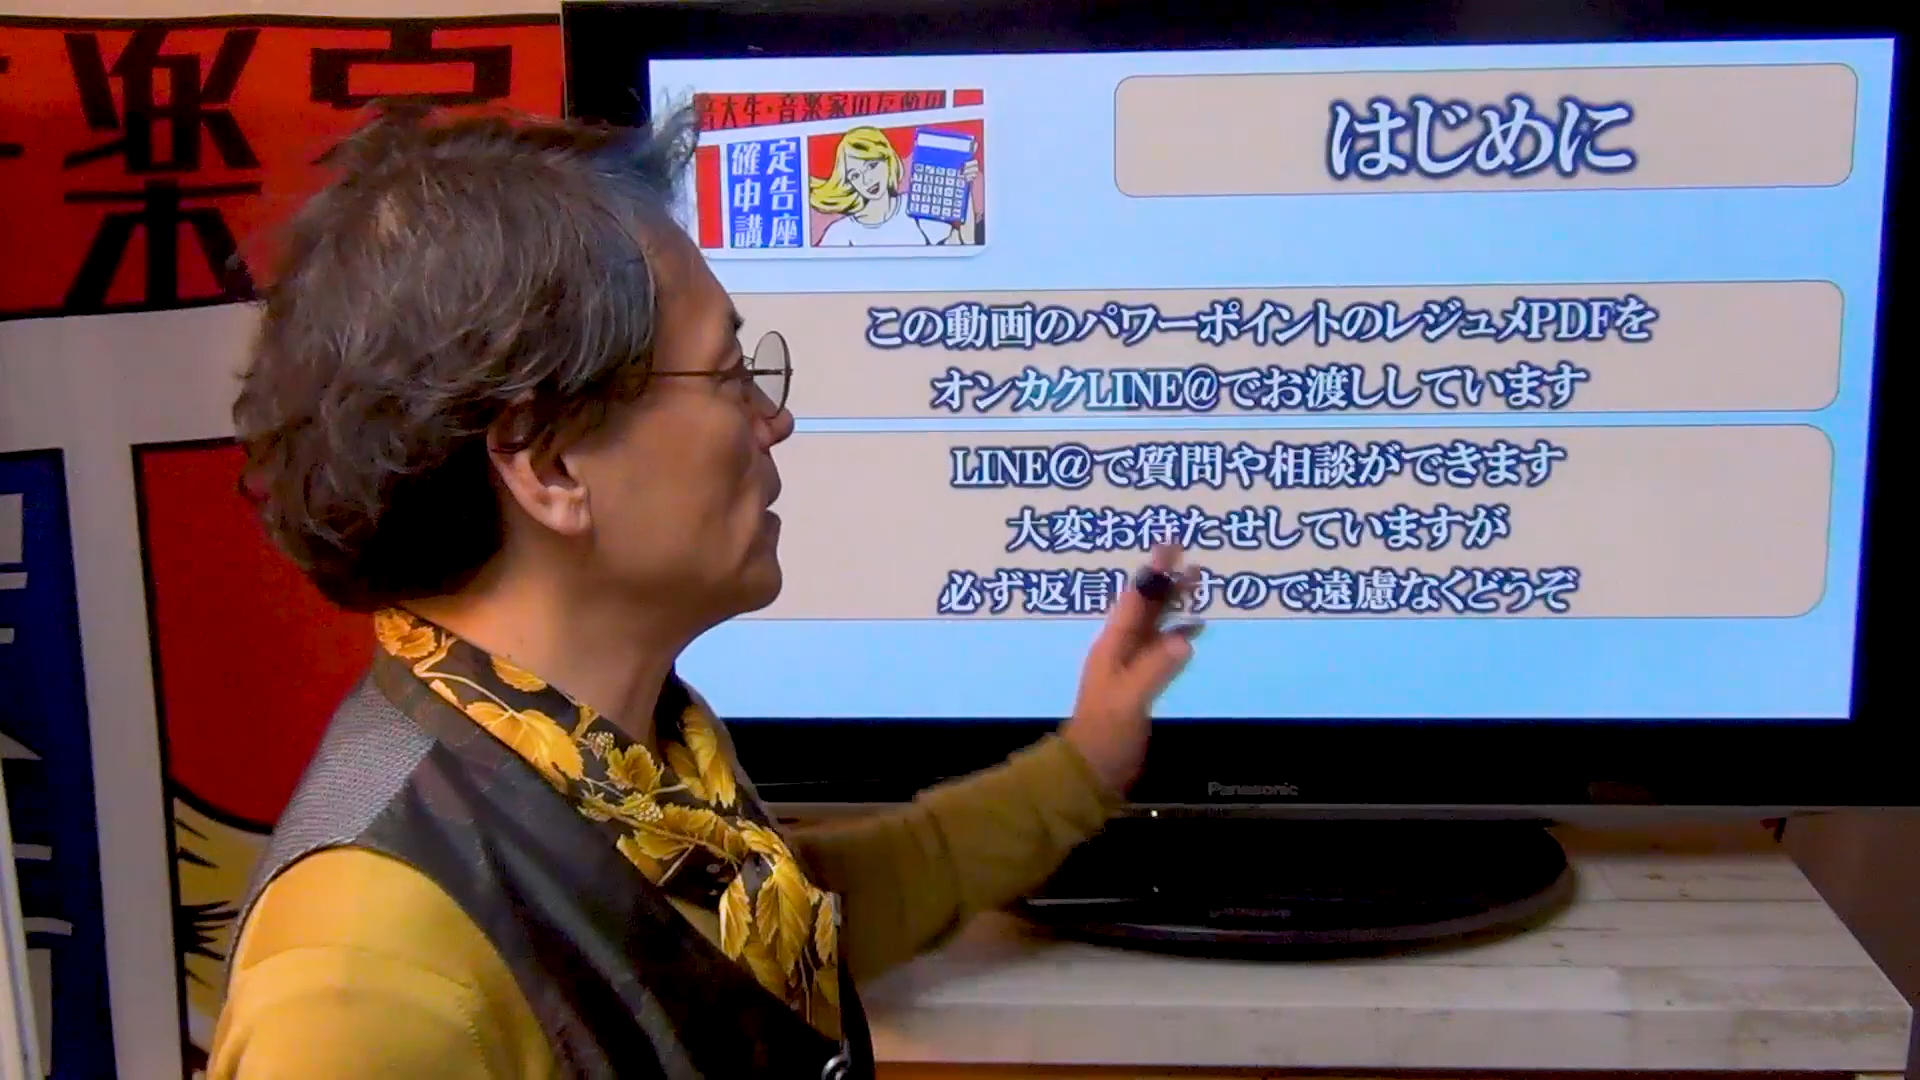 楽家
音大生・音楽家のための
確定
申告
講座
はじめに
この動画のパワーポイントのレジュメPDFを
オンカクLINE@でお渡ししています
LINE@で質問や相談ができます
大変お待たせしていますが
必ず返信しますので遠慮なくどうぞ
Panasonic